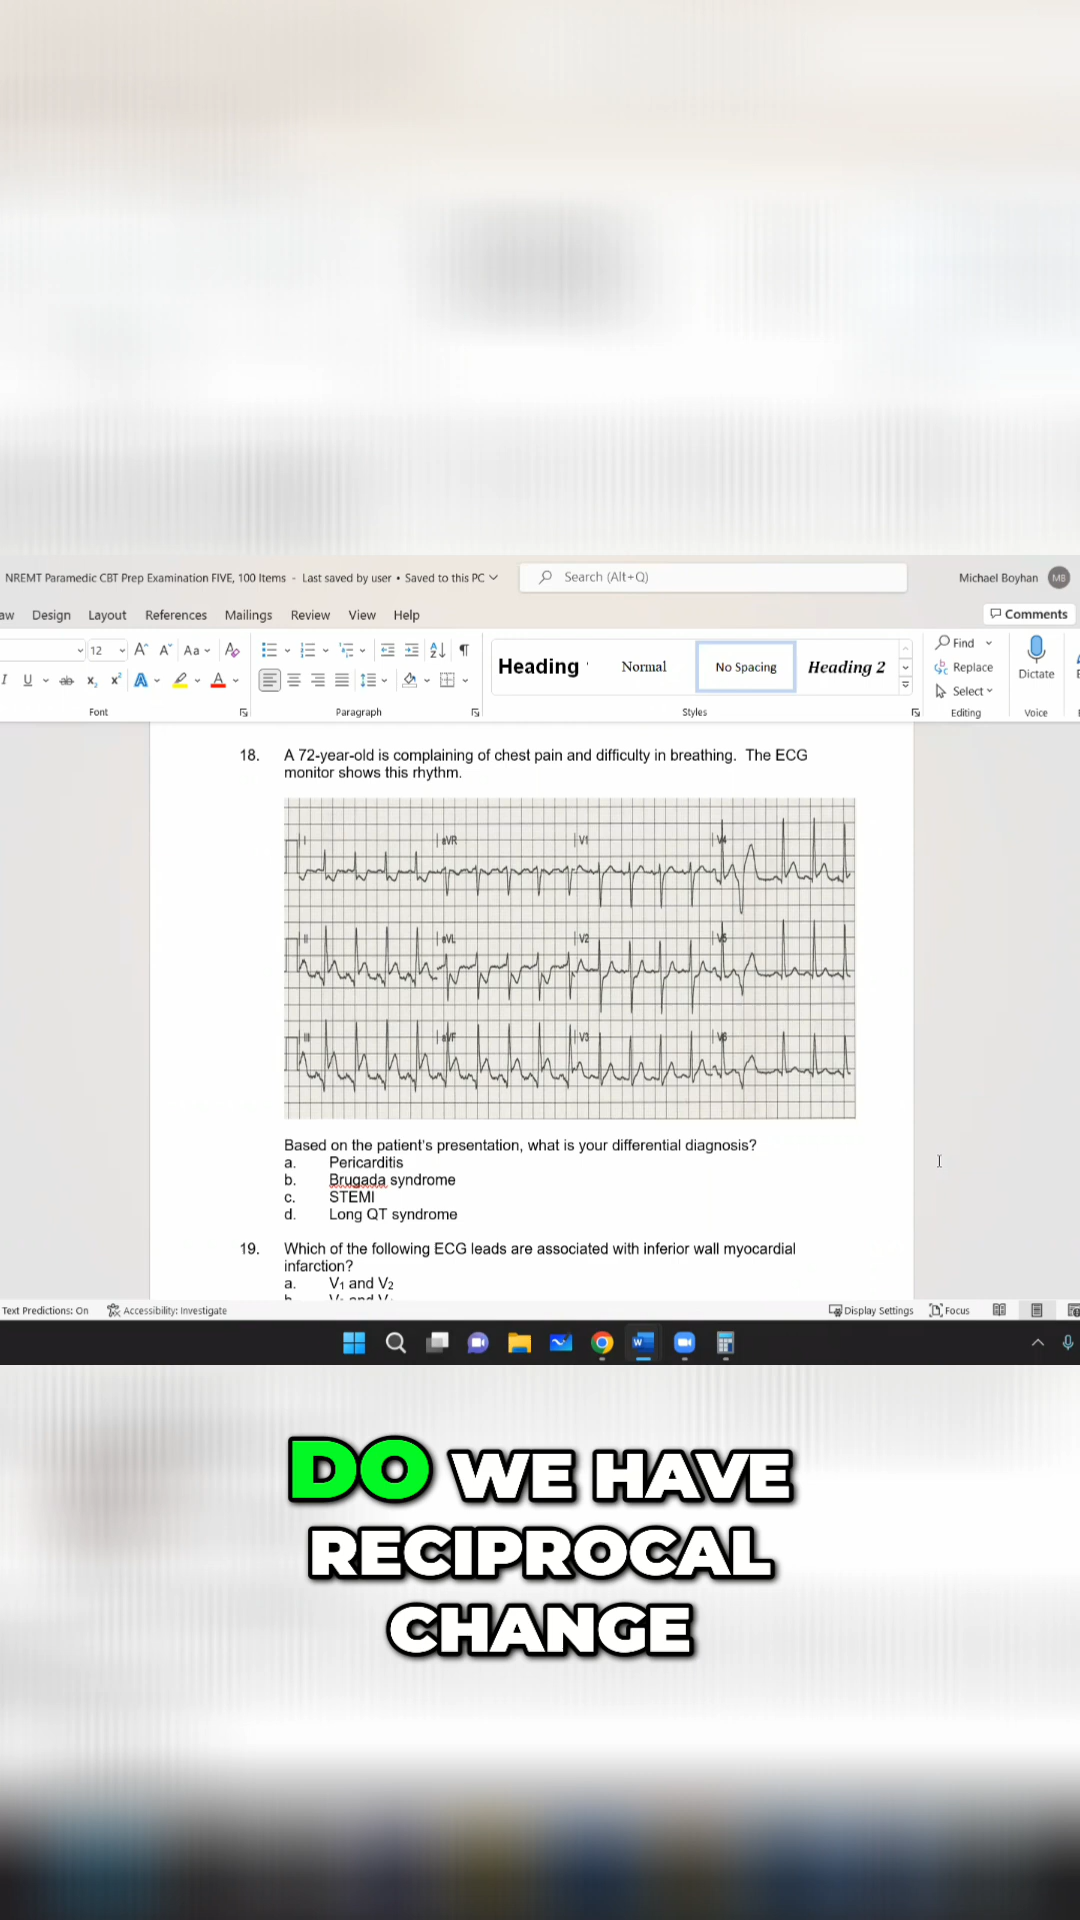 NREMT Paramedic CBT Prep Examination FIVE, 100 Items - Last saved by user • Saved to this PC
Search (Alt+Q)
Michael Boyhan MB
Design Layout References Mailings Review View Help
Comments
12 Aa
Heading Normal No Spacing Heading 2
Find
Replace
Select
Dictate
Font Paragraph Styles Editing Voice
18. A 72-year-old is complaining of chest pain and difficulty in breathing. The ECG
monitor shows this rhythm.
I aVR V1 V4
II aVL V2 V5
III aVF V3 V6
Based on the patient's presentation, what is your differential diagnosis?
a. Pericarditis
b. Brugada syndrome
c. STEMI
d. Long QT syndrome
19. Which of the following ECG leads are associated with inferior wall myocardial
infarction?
a. V1 and V2
Text Predictions: On Accessibility: Investigate Display Settings Focus
DO WE HAVE
RECIPROCAL
CHANGE